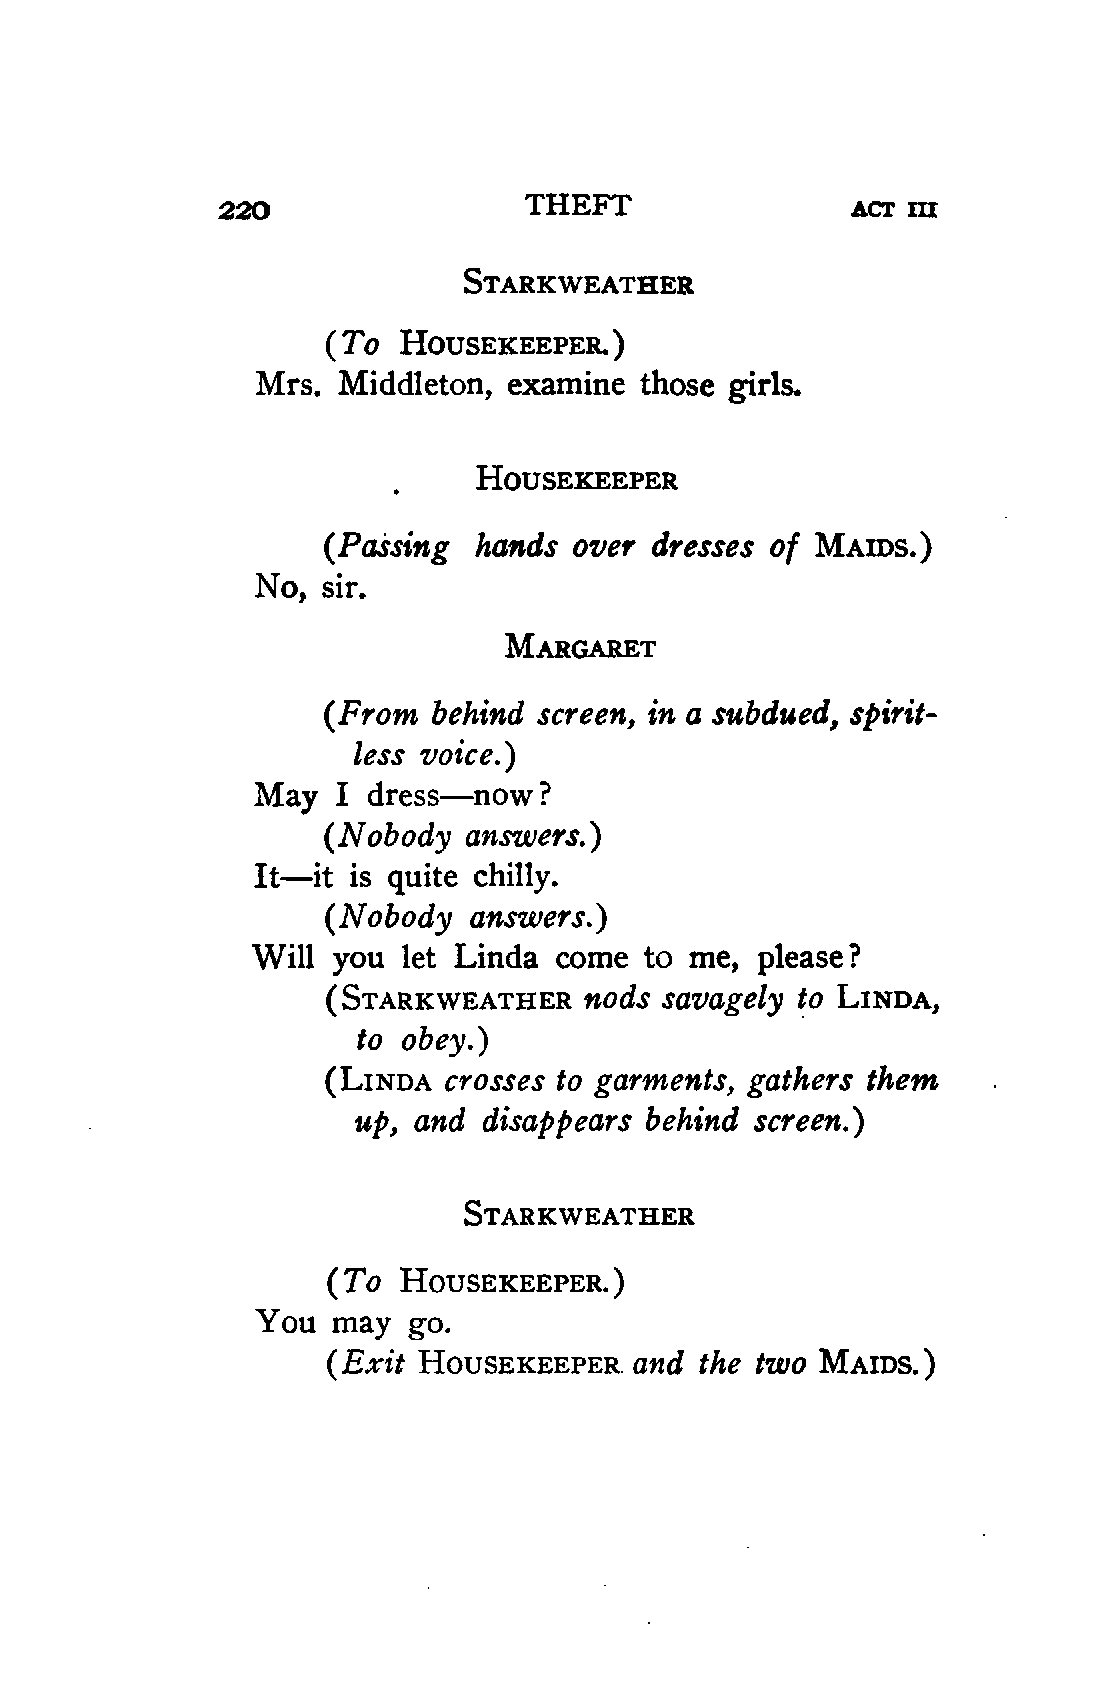 220 THEFT ACT III
STARKWEATHER
(To HOUSEKEEPER.)
Mrs. Middleton, examine those girls.
HOUSEKEEPER
(Passing hands over dresses of MAIDS.)
No, sir.
MARGARET
(From behind screen, in a subdued, spirit-
less voice.)
May I dress—now?
(Nobody answers.)
It—it is quite chilly.
(Nobody answers.)
Will you let Linda come to me, please?
(STARKWEATHER nods savagely to LINDA,
to obey.)
(LINDA crosses to garments, gathers them
up, and disappears behind screen.)
STARKWEATHER
(To HOUSEKEEPER.)
You may go.
(Exit HOUSEKEEPER and the two MAIDS.)